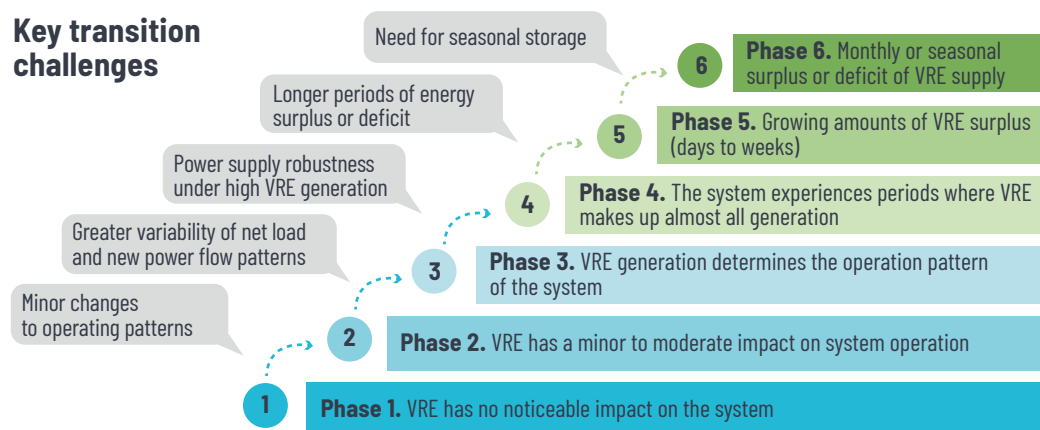 Key transition
challenges
Need for seasonal storage
6
Phase 6. Monthly or seasonal
surplus or deficit of VRE supply
Longer periods of energy
surplus or deficit
5
Phase 5. Growing amounts of VRE surplus
(days to weeks)
Power supply robustness
under high VRE generation
4
Phase 4. The system experiences periods where VRE
makes up almost all generation
Greater variability of net load
and new power flow patterns
3
Phase 3. VRE generation determines the operation pattern
of the system
Minor changes
to operating patterns
2
Phase 2. VRE has a minor to moderate impact on system operation
1
Phase 1. VRE has no noticeable impact on the system